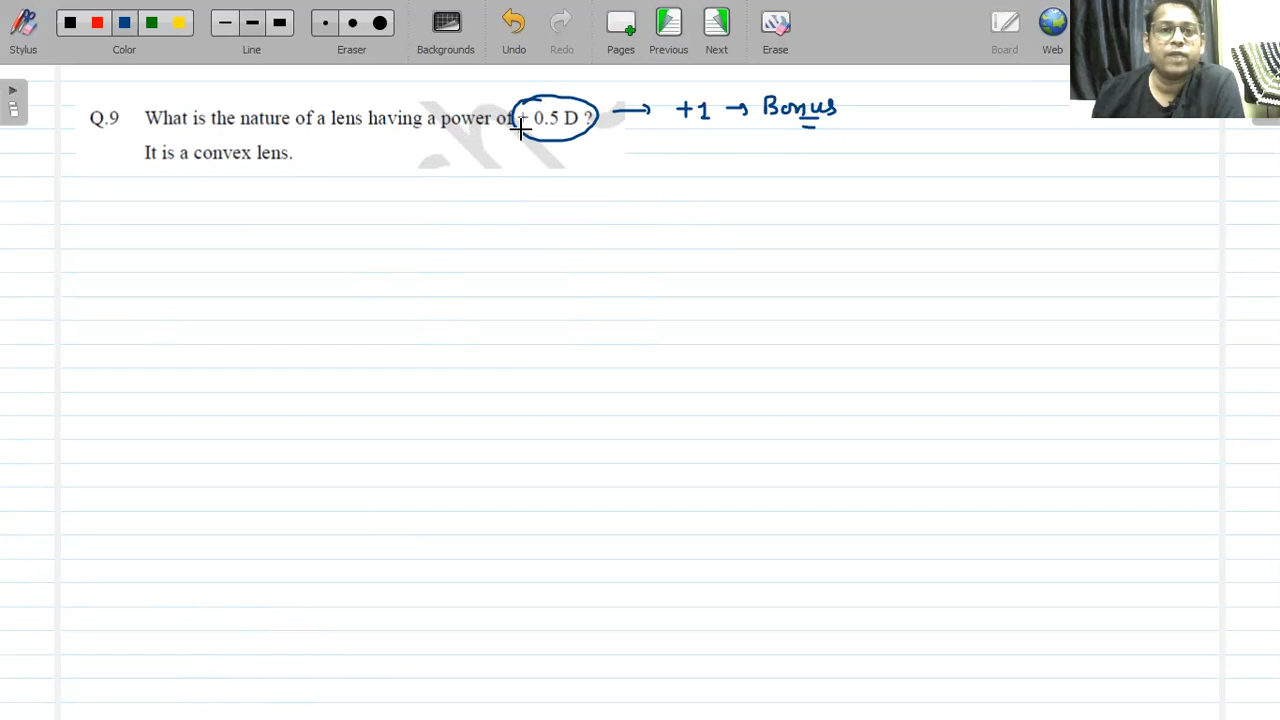 Stylus Color Line Eraser Backgrounds Undo Redo Pages Previous Next Erase Board Web
Q.9 What is the nature of a lens having a power of + 0.5 D ? → +1 → Bonus
It is a convex lens.